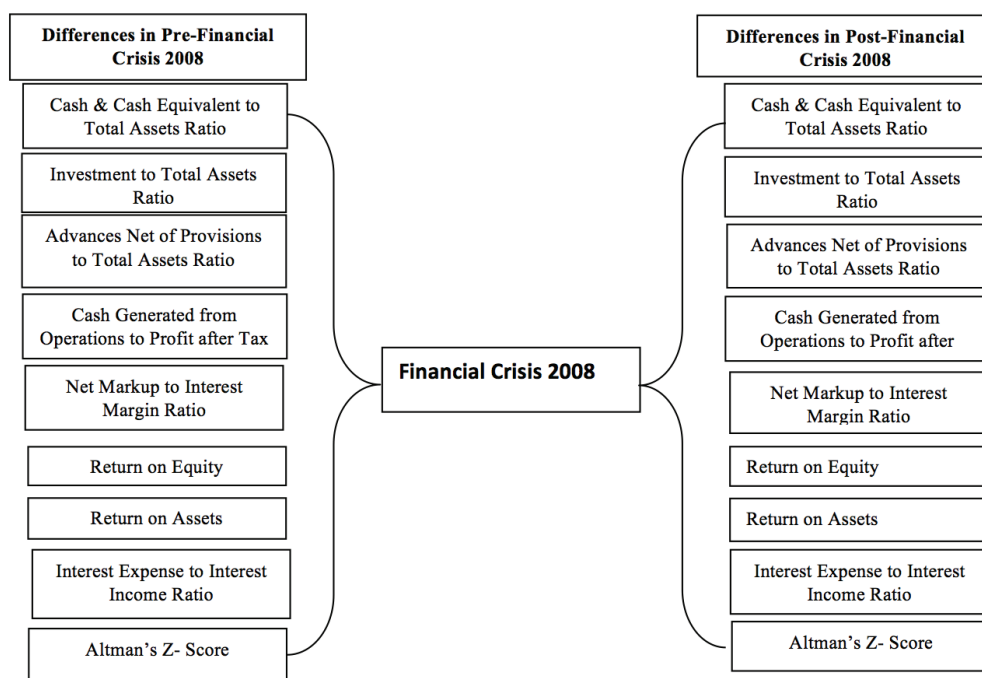 Differences in Pre-Financial
Crisis 2008
Cash & Cash Equivalent to
Total Assets Ratio
Investment to Total Assets
Ratio
Advances Net of Provisions
to Total Assets Ratio
Cash Generated from
Operations to Profit after Tax
Net Markup to Interest
Margin Ratio
Return on Equity
Return on Assets
Interest Expense to Interest
Income Ratio
Altman's Z- Score
Financial Crisis 2008
Differences in Post-Financial
Crisis 2008
Cash & Cash Equivalent to
Total Assets Ratio
Investment to Total Assets
Ratio
Advances Net of Provisions
to Total Assets Ratio
Cash Generated from
Operations to Profit after
Net Markup to Interest
Margin Ratio
Return on Equity
Return on Assets
Interest Expense to Interest
Income Ratio
Altman's Z- Score